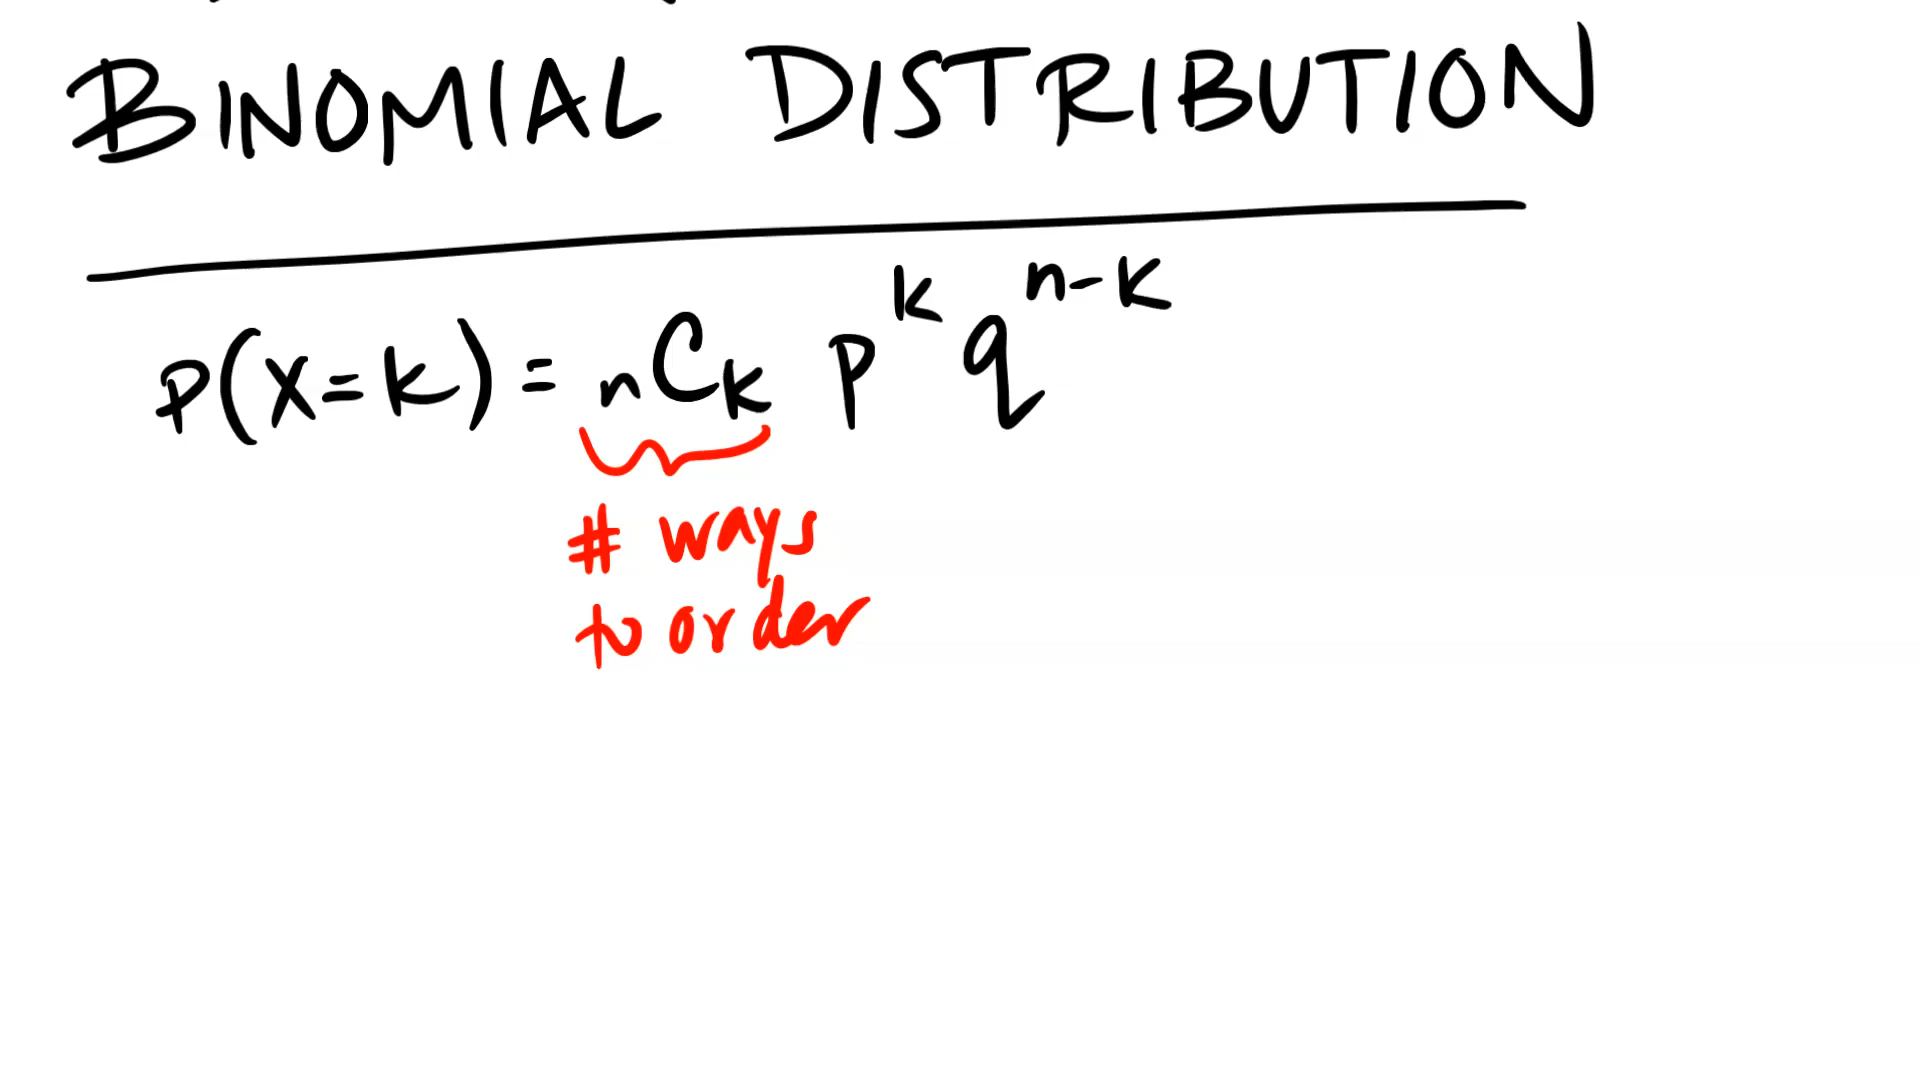 BINOMIAL DISTRIBUTION
P(X=k) = nCk p^k q^n-k
# ways
to order